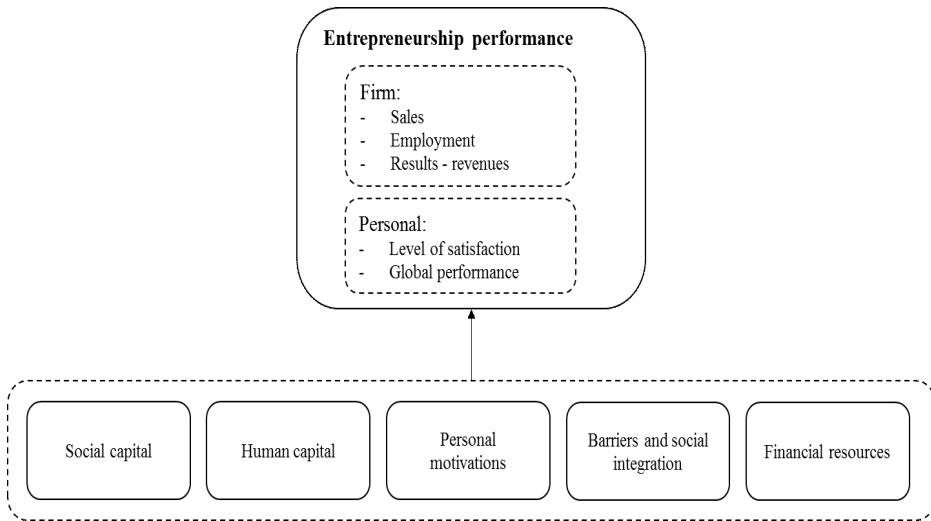 Entrepreneurship performance
Firm:
- Sales
- Employment
- Results - revenues
Personal:
- Level of satisfaction
- Global performance
Social capital
Human capital
Personal
motivations
Barriers and social
integration
Financial resources